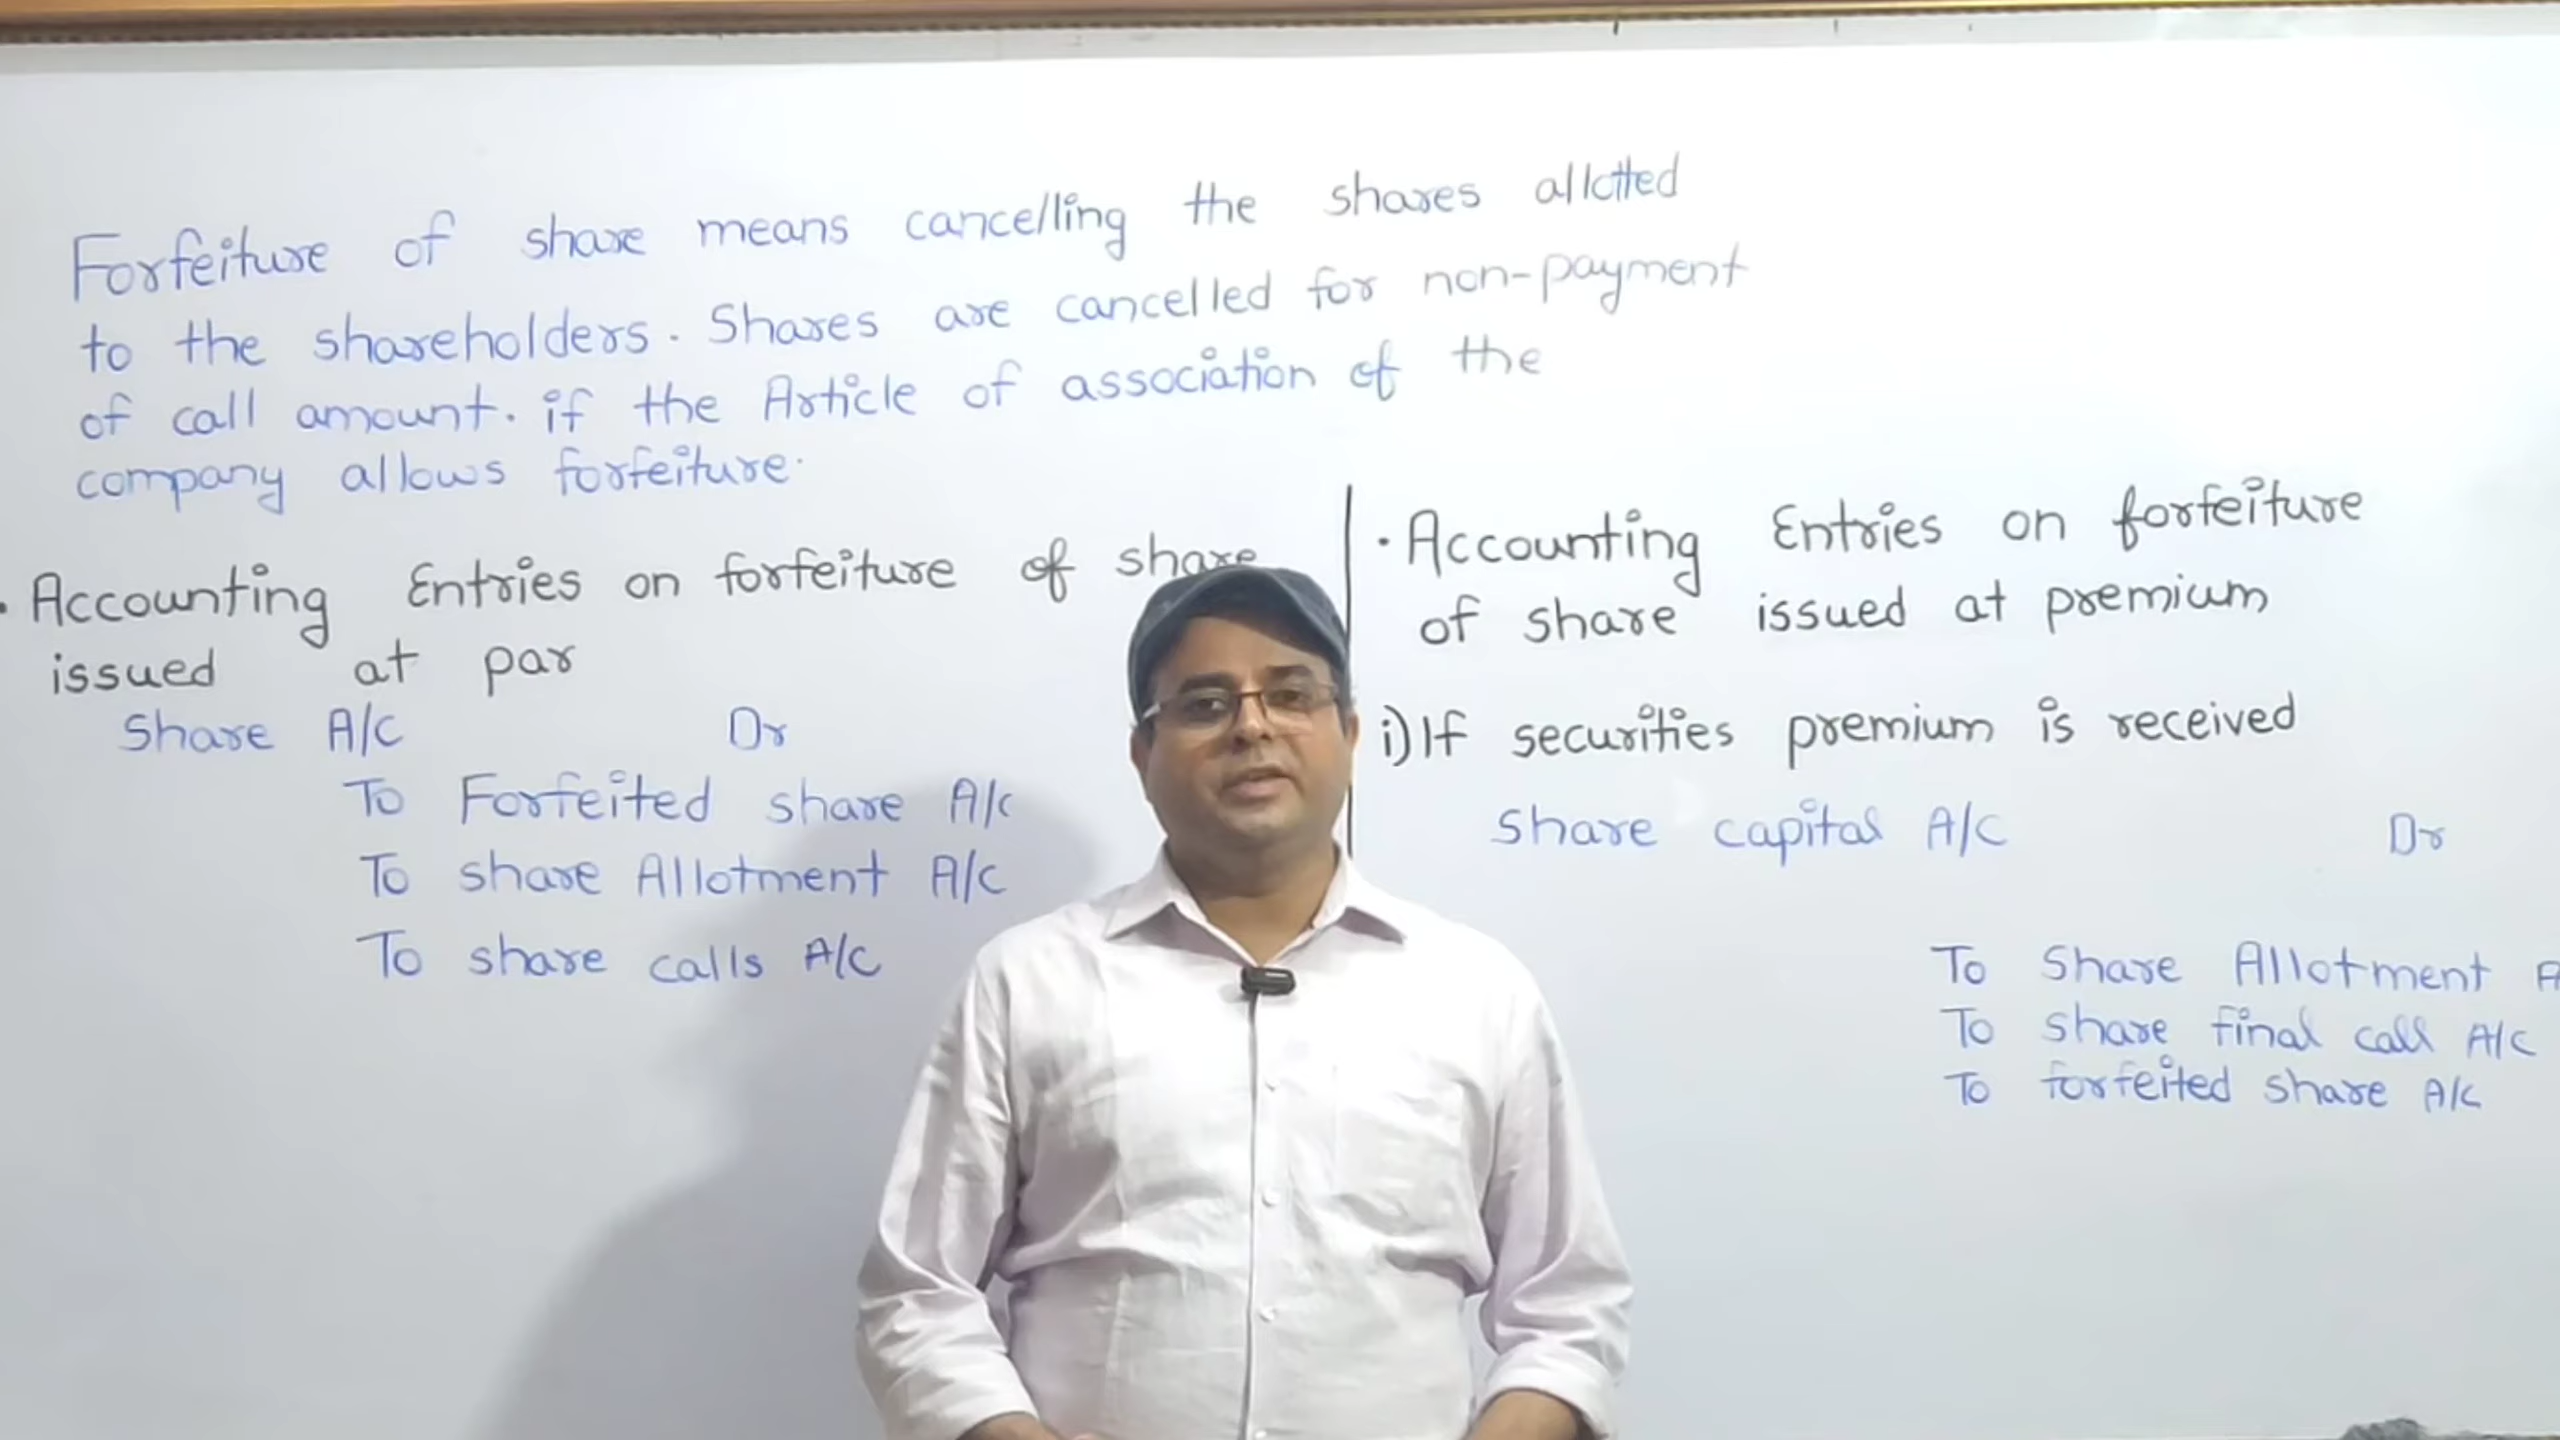 Forfeiture of share means cancelling the shares allotted
to the shareholders. Shares are cancelled for non-payment
of call amount. if the Article of association of the
company allows forfeiture.
. Accounting Entries on forfeiture of share
issued at par
Share A/C Dr
To Forfeited share A/C
To share Allotment A/C
To share calls A/C
. Accounting Entries on forfeiture
of share issued at premium
i) If securities premium is received
Share capital A/C Dr
To Share Allotment A
To share final call A/C
To forfeited share A/C